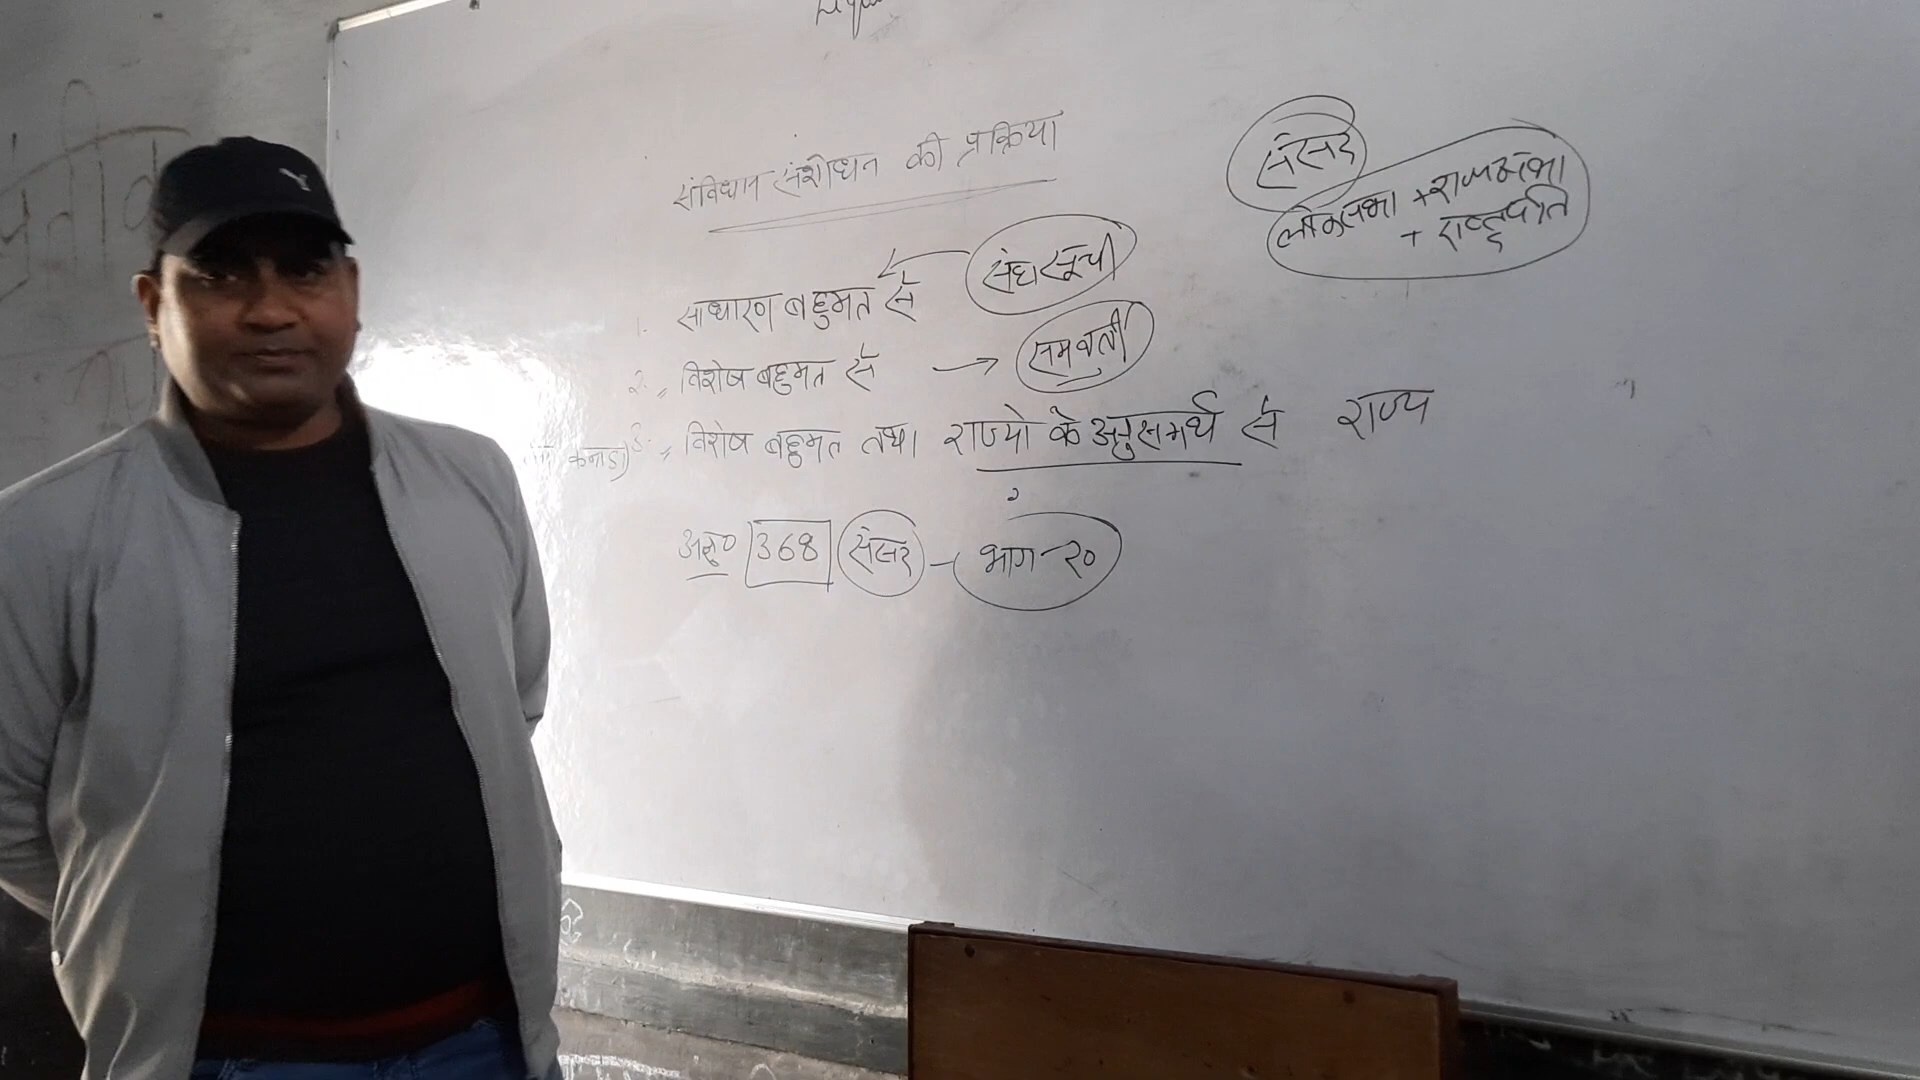 संविधान संशोधन की प्रक्रिया
संसद
लोकसभा + राज्यसभा
+ राष्ट्रपति
1. साधारण बहुमत से
संघ सूची
2. विशेष बहुमत से → समवर्ती
3. विशेष बहुमत तथा राज्यो के अनुसमर्थ से राज्य
कनाडा)
अनु० 368 संसद - भाग-२०